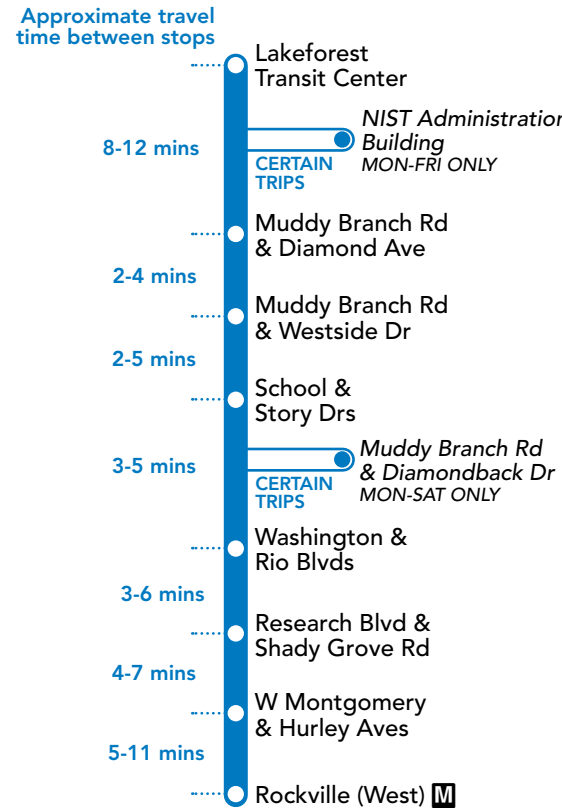 Approximate travel
time between stops
Lakeforest
Transit Center
8-12 mins
CERTAIN
TRIPS
NIST Administration
Building
MON-FRI ONLY
Muddy Branch Rd
& Diamond Ave
2-4 mins
Muddy Branch Rd
& Westside Dr
2-5 mins
School &
Story Drs
3-5 mins
CERTAIN
TRIPS
Muddy Branch Rd
& Diamondback Dr
MON-SAT ONLY
Washington &
Rio Blvds
3-6 mins
Research Blvd &
Shady Grove Rd
4-7 mins
W Montgomery
& Hurley Aves
5-11 mins
Rockville (West) M